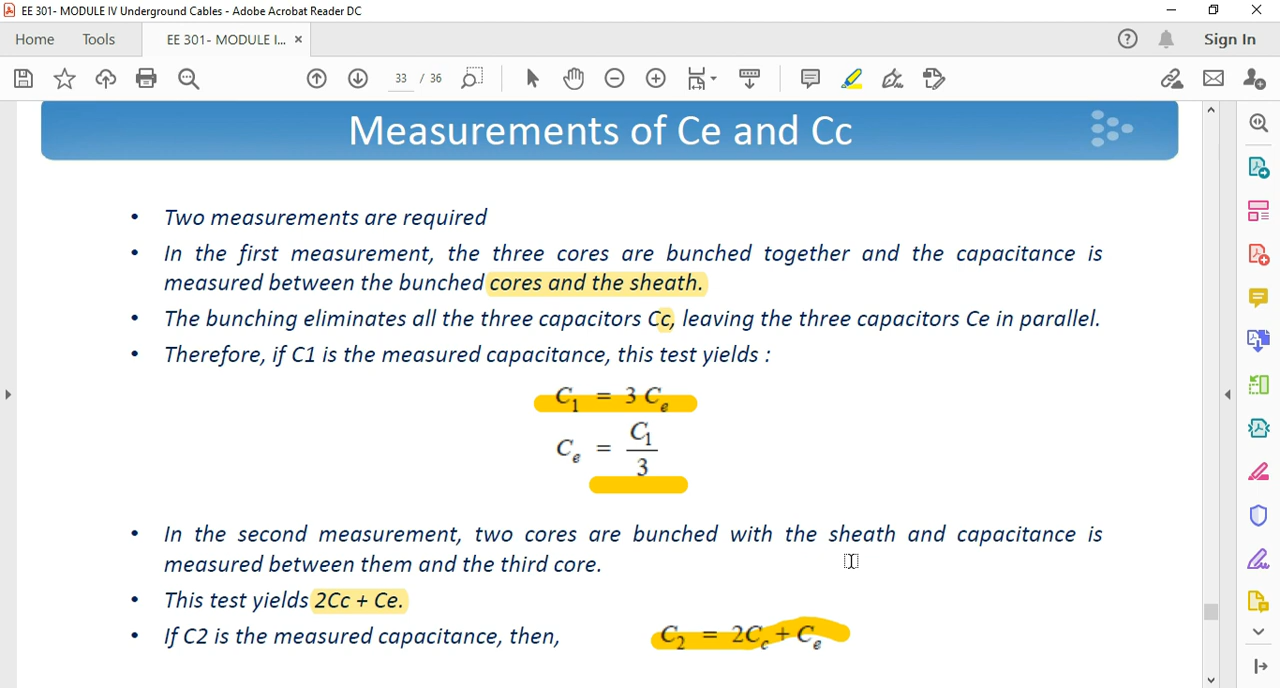 EE 301- MODULE IV Underground Cables - Adobe Acrobat Reader DC
Home Tools EE 301- MODULE I... × Sign In
33 / 36
Measurements of Ce and Cc
• Two measurements are required
• In the first measurement, the three cores are bunched together and the capacitance is
measured between the bunched cores and the sheath.
• The bunching eliminates all the three capacitors Cc, leaving the three capacitors Ce in parallel.
• Therefore, if C1 is the measured capacitance, this test yields :
C₁ = 3 Cₑ
Cₑ = C₁/3
• In the second measurement, two cores are bunched with the sheath and capacitance is
measured between them and the third core.
• This test yields 2Cc + Ce.
• If C2 is the measured capacitance, then, C₂ = 2C_c + Cₑ